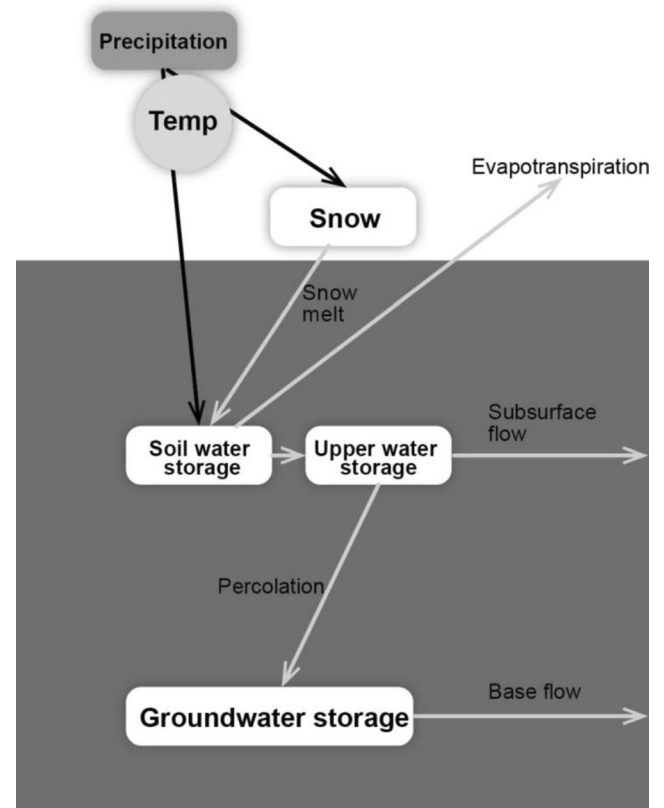 Precipitation
Temp
Evapotranspiration
Snow
Snow
melt
Subsurface
flow
Soil water
storage
Upper water
storage
Percolation
Base flow
Groundwater storage